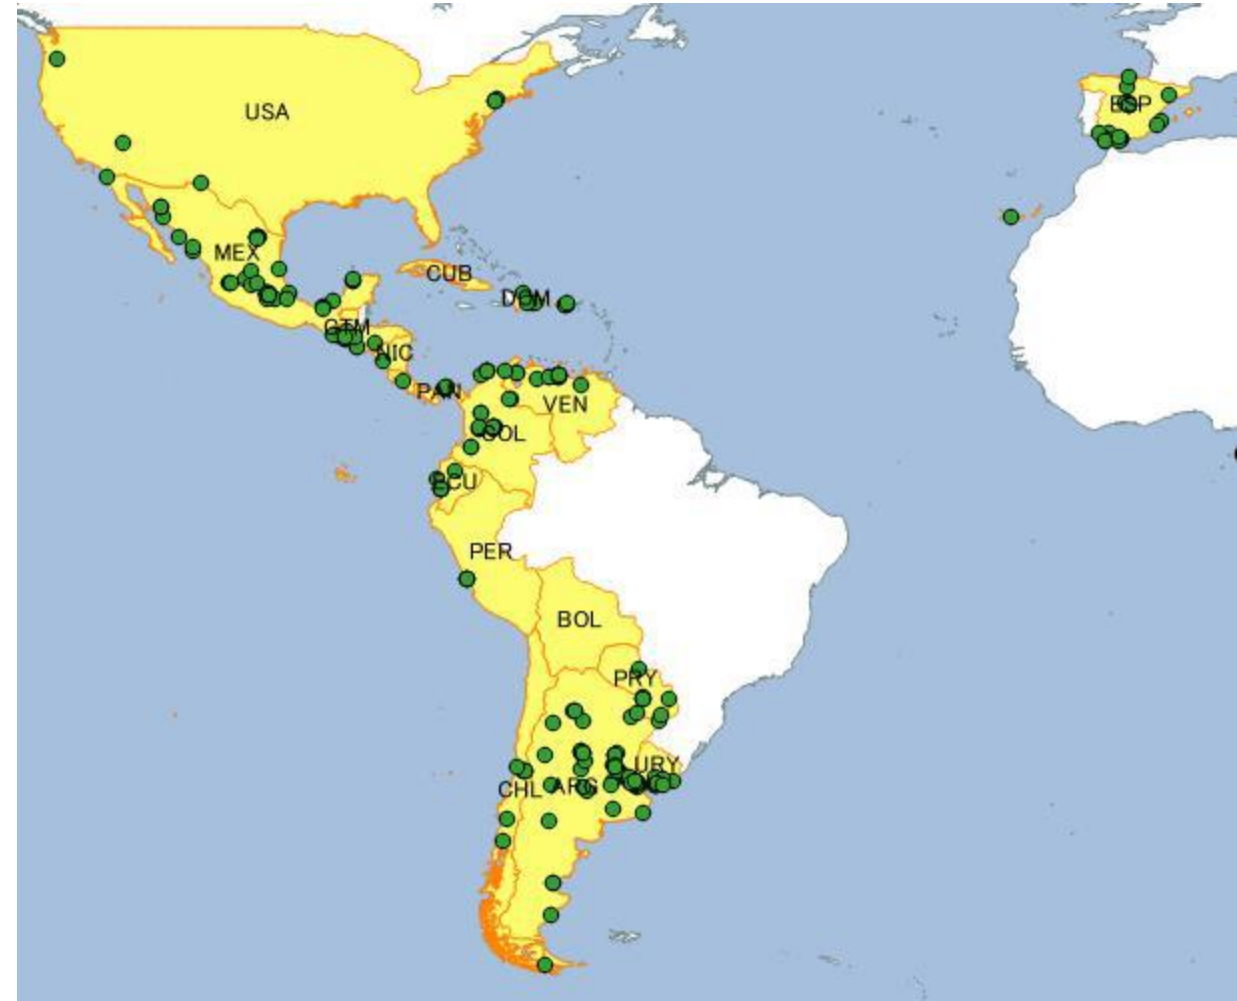 USA
ESP
MEX
CUB
DOM
GTM
NIC
PAN
VEN
COL
ECU
PER
BOL
PRY
URY
CHL
ARG